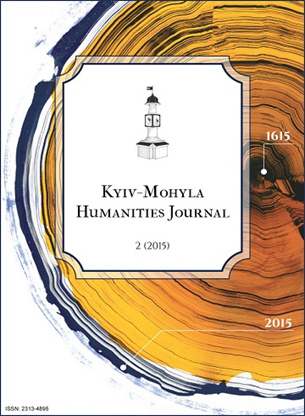 1615
Kyiv-Mohyla
Humanities Journal
2 (2015)
2015
ISSN: 2313-4895